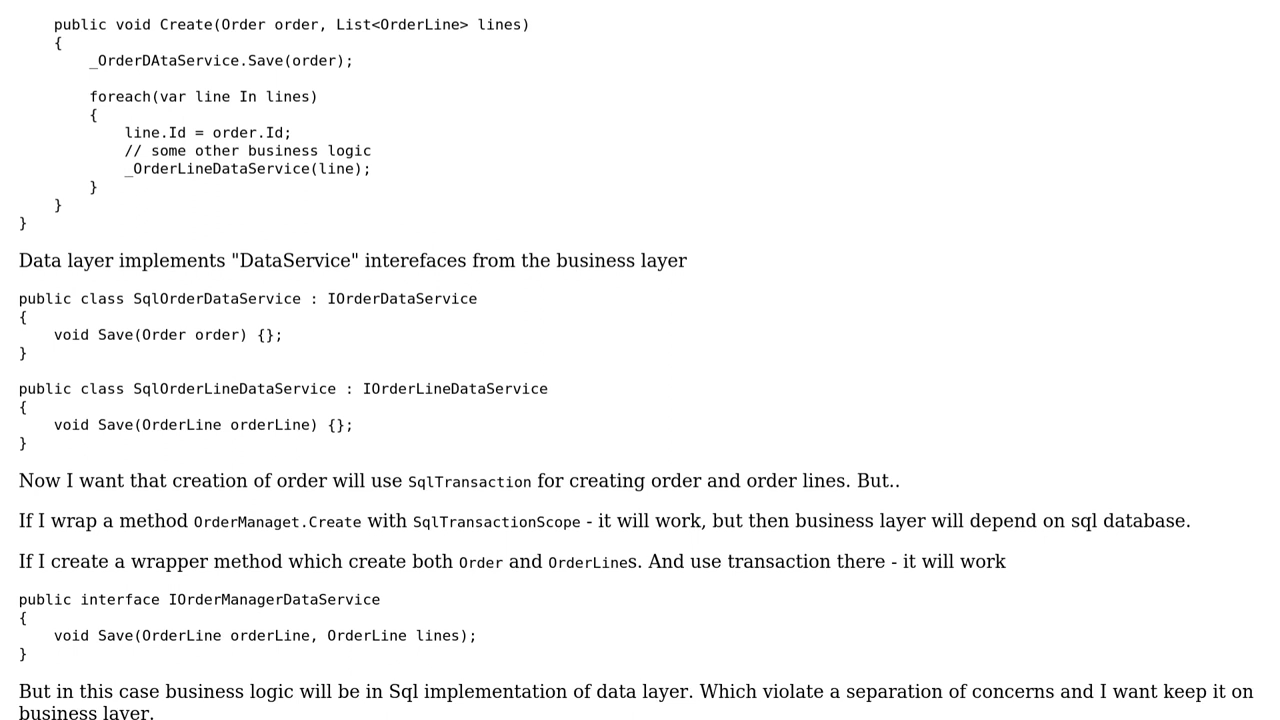 public void Create(Order order, List<OrderLine> lines)
{
_OrderDAtaService.Save(order);
foreach(var line In lines)
{
line.Id = order.Id;
// some other business logic
_OrderLineDataService(line);
}
}
}
Data layer implements "DataService" interefaces from the business layer
public class SqlOrderDataService : IOrderDataService
{
void Save(Order order) {};
}
public class SqlOrderLineDataService : IOrderLineDataService
{
void Save(OrderLine orderLine) {};
}
Now I want that creation of order will use SqlTransaction for creating order and order lines. But..
If I wrap a method OrderManaget.Create with SqlTransactionScope - it will work, but then business layer will depend on sql database.
If I create a wrapper method which create both Order and OrderLines. And use transaction there - it will work
public interface IOrderManagerDataService
{
void Save(OrderLine orderLine, OrderLine lines);
}
But in this case business logic will be in Sql implementation of data layer. Which violate a separation of concerns and I want keep it on
business layer.